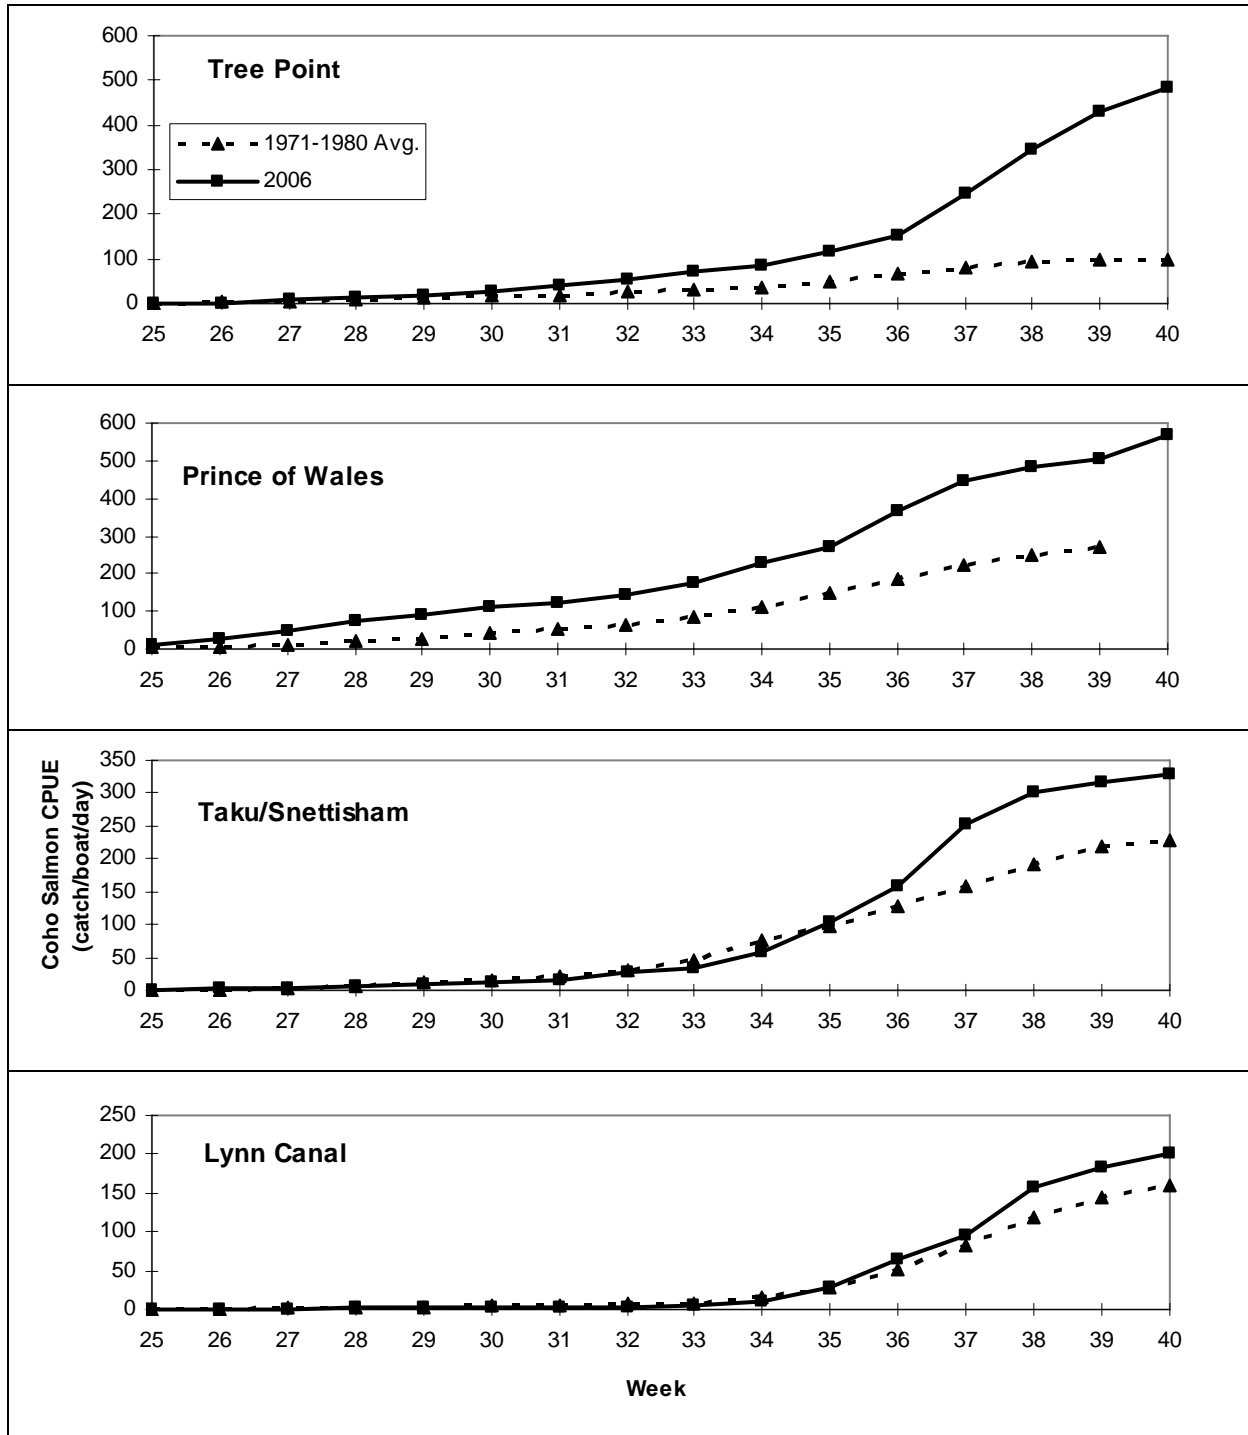 600
Tree Point
500
400
1971-1980 Avg.
300
2006
200
100
0
25 26 27 28 29 30 31 32 33 34 35 36 37 38 39 40
600
500
Prince of Wales
400
300
200
100
0
25 26 27 28 29 30 31 32 33 34 35 36 37 38 39 40
Coho Salmon CPUE
(catch/boat/day)
350
300
Taku/Snettisham
250
200
150
100
50
0
25 26 27 28 29 30 31 32 33 34 35 36 37 38 39 40
250
Lynn Canal
200
150
100
50
0
25 26 27 28 29 30 31 32 33 34 35 36 37 38 39 40
Week